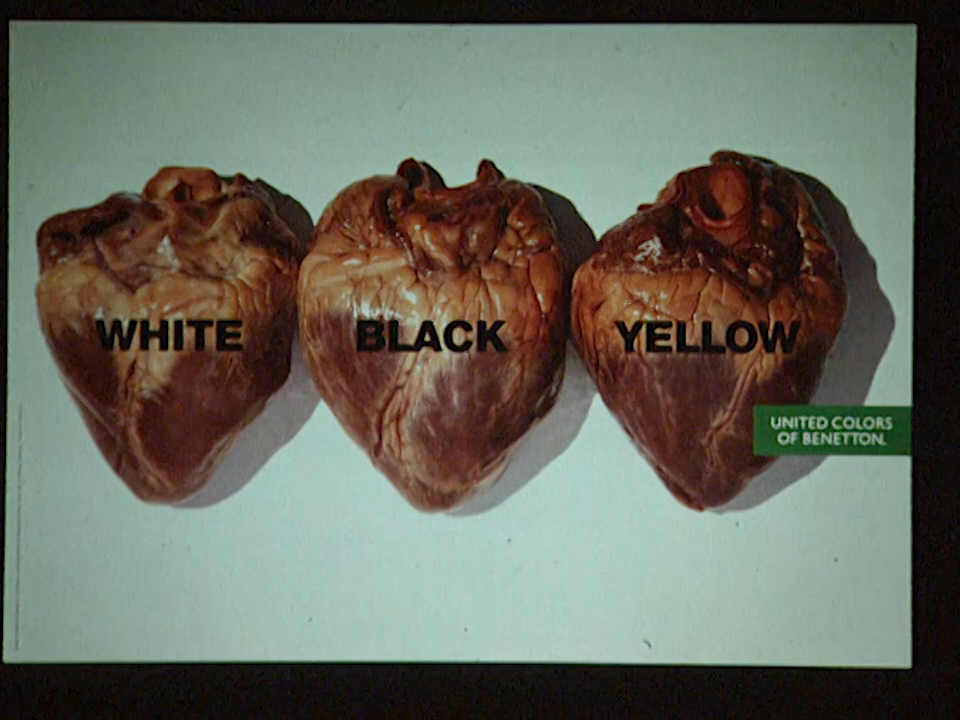 WHITE
BLACK
YELLOW
UNITED COLORS
OF BENETTON.